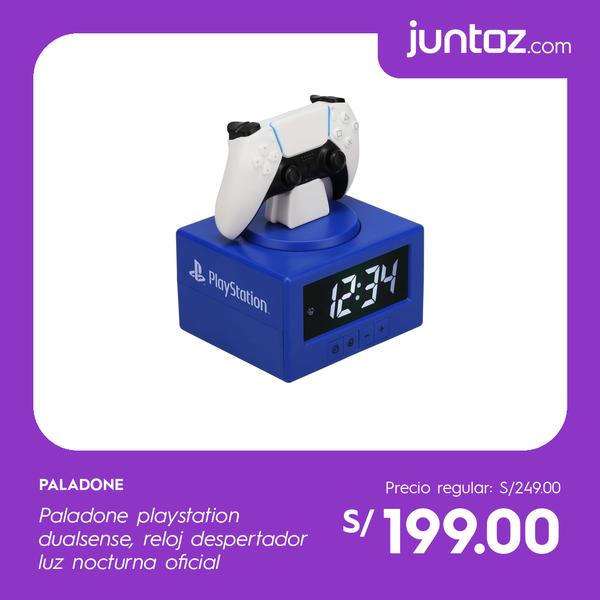 juntoz.com
PlayStation
12:34
PALADONE
Paladone playstation
dualsense, reloj despertador
luz nocturna oficial
Precio regular: S/249.00
S/199.00